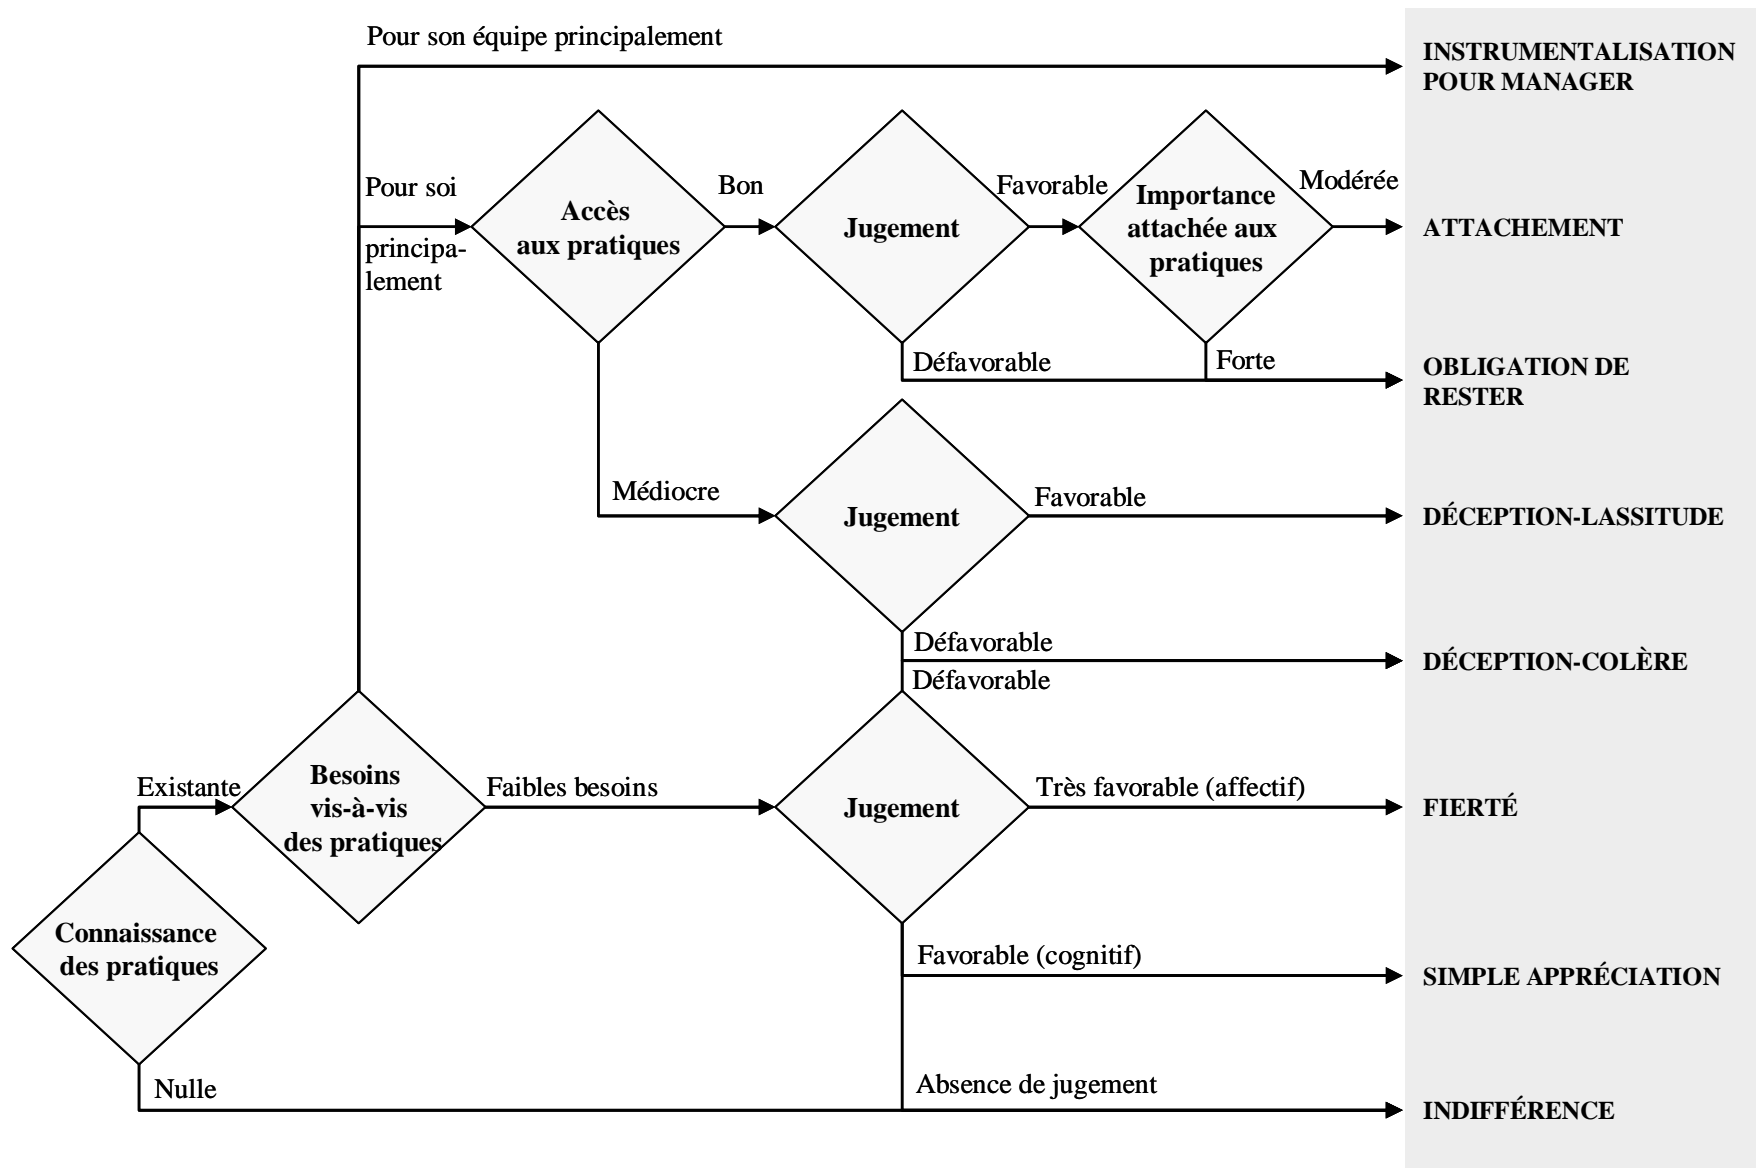 Pour son équipe principalement
INSTRUMENTALISATION
POUR MANAGER
Pour soi
principa-
lement
Accès
aux pratiques
Bon
Jugement
Favorable
Importance
attachée aux
pratiques
Modérée
ATTACHEMENT
Défavorable
Forte
OBLIGATION DE
RESTER
Médiocre
Jugement
Favorable
DÉCEPTION-LASSITUDE
Défavorable
DÉCEPTION-COLÈRE
Défavorable
Existante
Besoins
vis-à-vis
des pratiques
Faibles besoins
Jugement
Très favorable (affectif)
FIERTÉ
Connaissance
des pratiques
Favorable (cognitif)
SIMPLE APPRÉCIATION
Nulle
Absence de jugement
INDIFFÉRENCE